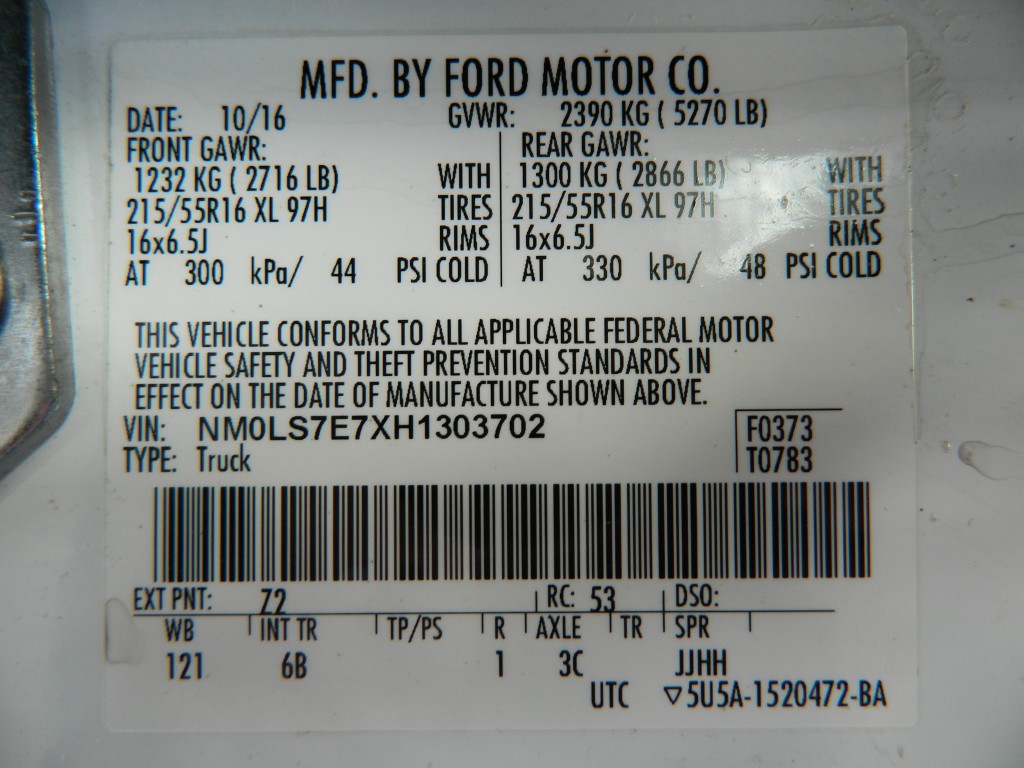 MFD. BY FORD MOTOR CO.
DATE: 10/16 GVWR: 2390 KG ( 5270 LB)
FRONT GAWR: REAR GAWR:
1232 KG ( 2716 LB) WITH 1300 KG ( 2866 LB) WITH
215/55R16 XL 97H TIRES 215/55R16 XL 97H TIRES
16x6.5J RIMS 16x6.5J RIMS
AT 300 kPa/ 44 PSI COLD AT 330 kPa/ 48 PSI COLD
THIS VEHICLE CONFORMS TO ALL APPLICABLE FEDERAL MOTOR
VEHICLE SAFETY AND THEFT PREVENTION STANDARDS IN
EFFECT ON THE DATE OF MANUFACTURE SHOWN ABOVE.
VIN: NM0LS7E7XH1303702 F0373
TYPE: Truck T0783
EXT PNT: Z2 RC: 53 DSO:
WB INT TR TP/PS R AXLE TR SPR
121 6B 1 3C JJHH
UTC ▽5U5A-1520472-BA